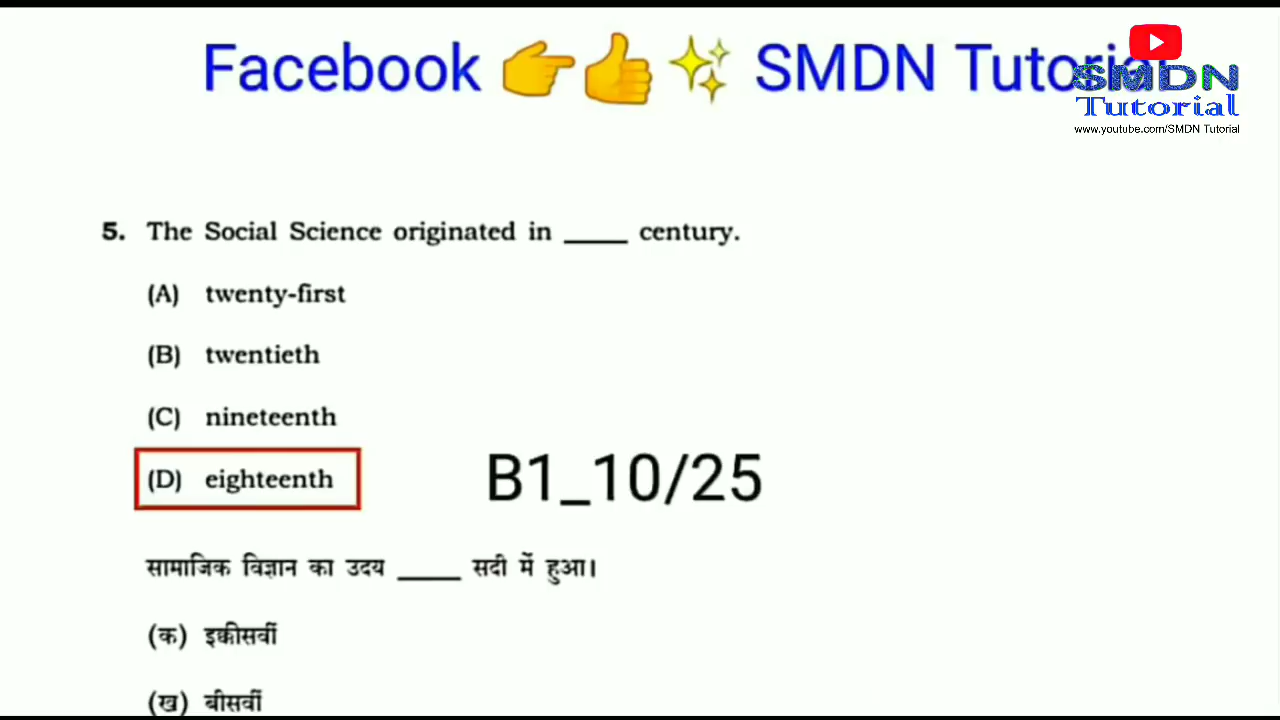 Facebook 👉👍✨ SMDN Tutorial
SMDN
Tutorial
www.youtube.com/SMDN Tutorial
5. The Social Science originated in _____ century.
(A) twenty-first
(B) twentieth
(C) nineteenth
(D) eighteenth
B1_10/25
सामाजिक विज्ञान का उदय _____ सदी में हुआ।
(क) इक्कीसवीं
(ख) बीसवीं